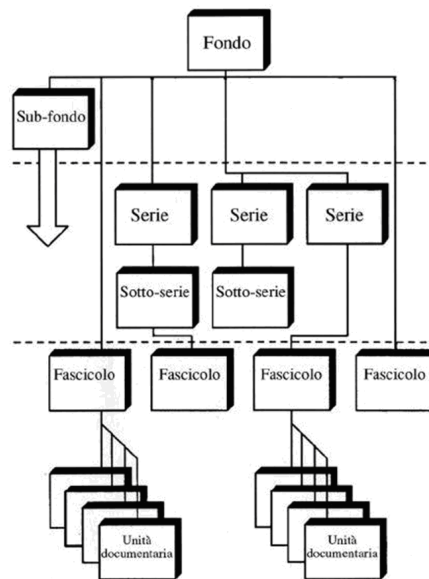 Fondo
Sub-fondo
Serie
Serie
Serie
Sotto-serie
Sotto-serie
Fascicolo
Fascicolo
Fascicolo
Fascicolo
Unità
documentaria
Unità
documentaria